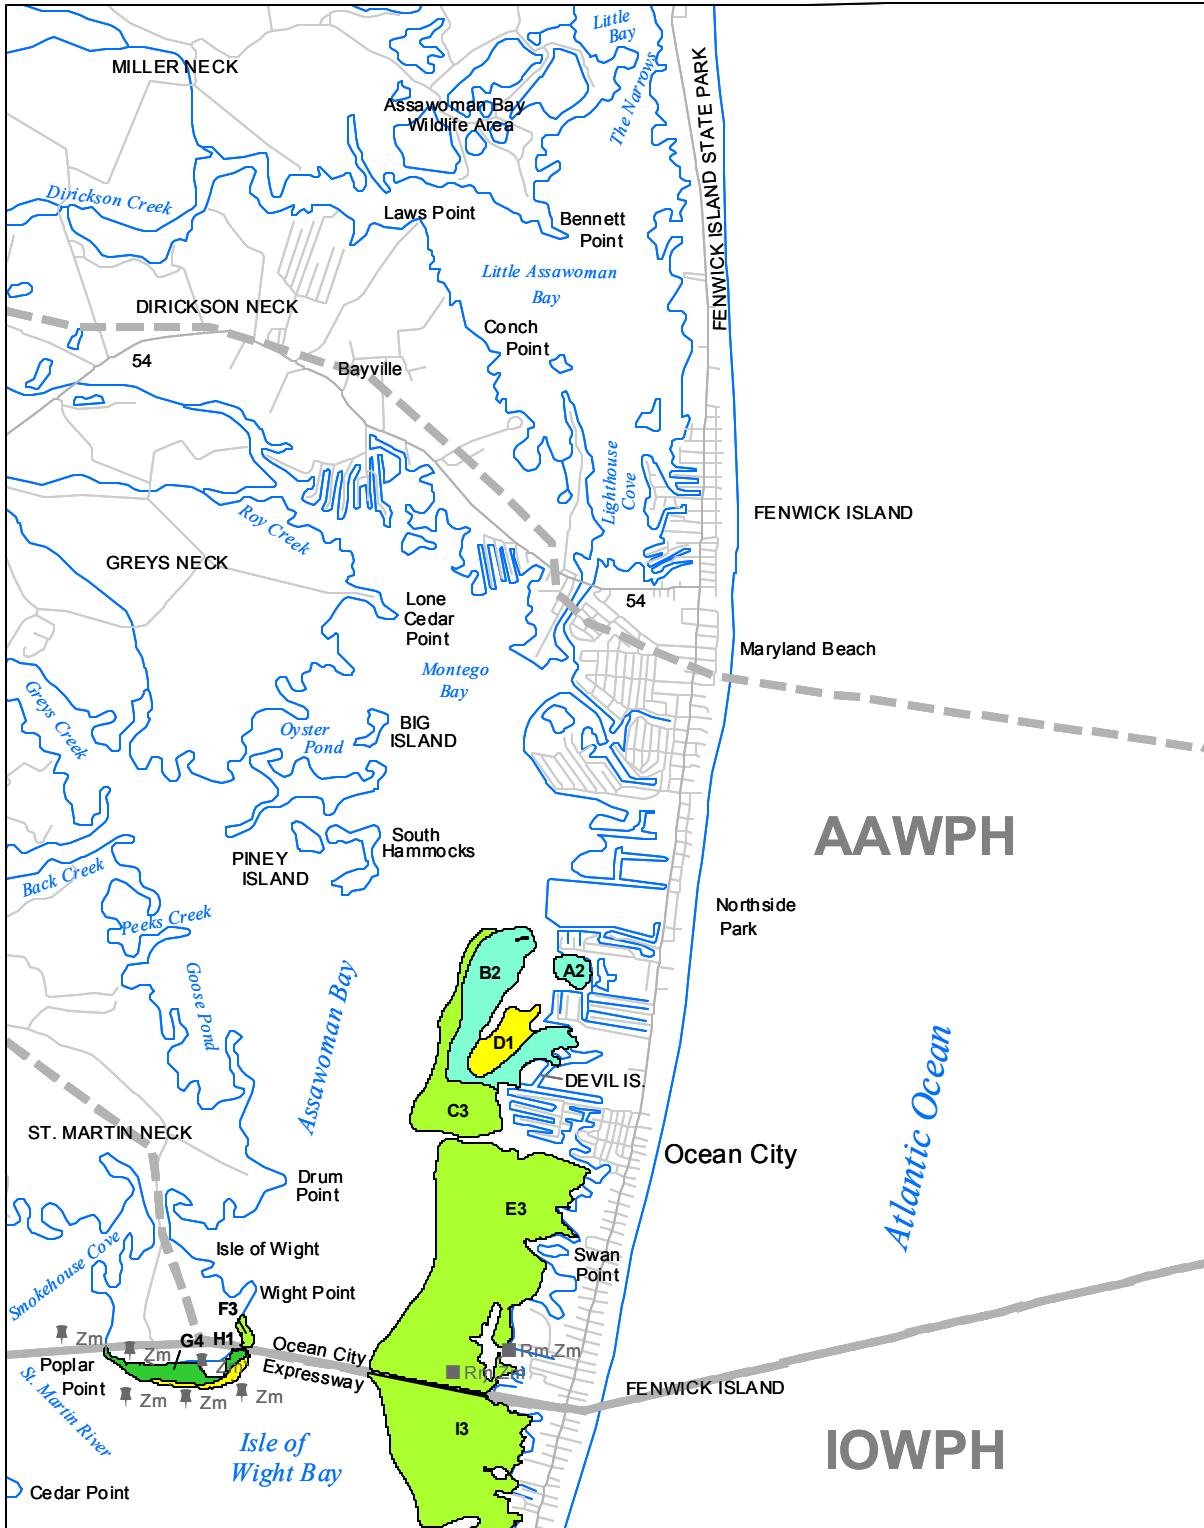 Little
Bay
MILLER NECK
The Narrows
FENWICK ISLAND STATE PARK
Assawoman Bay
Wildlife Area
Dirickson Creek
Laws Point
Bennett
Point
Little Assawoman
Bay
DIRICKSON NECK
Conch
Point
54
Bayville
Lighthouse
Cove
Roy Creek
FENWICK ISLAND
GREYS NECK
Lone
Cedar
Point
54
Maryland Beach
Montego
Bay
Greys Creek
Oyster
Pond
BIG
ISLAND
AAWPH
South
Hammocks
PINEY
ISLAND
Back Creek
Peeks Creek
Northside
Park
Goose Pond
Assawoman Bay
B2
A2
D1
DEVIL IS.
C3
Atlantic Ocean
ST. MARTIN NECK
Ocean City
Drum
Point
E3
Isle of Wight
Swan
Point
Smokehouse Cove
Wight Point
F3
G4
H1
Zm
Zm
Zm
Ocean City
Expressway
Rm,Zm
Rm,Zm
Poplar
Point
Zm
Zm
Zm
FENWICK ISLAND
St. Martin River
I3
Isle of
Wight Bay
IOWPH
Cedar Point